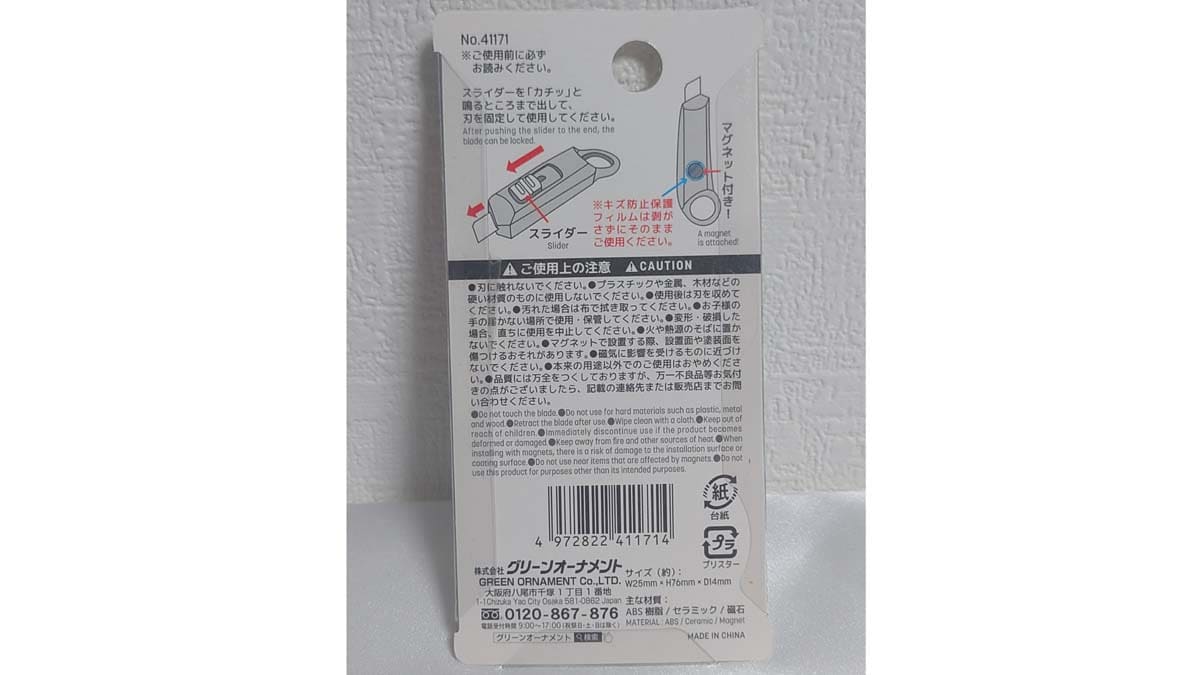 No.41171
※ご使用前に必ず
お読みください。
スライダーを「カチッ」と
鳴るところまで出して、
刃を固定して使用してください。
After pushing the slider to the end, the
blade can be locked.
スライダー
Slider
※キズ防止保護
フィルムは剥が
さずにそのまま
ご使用ください。
マグネット付き!
A magnet
is attached!
ご使用上の注意 CAUTION
●刃に触れないでください。●プラスチックや金属、木材などの
硬い材質のものに使用しないでください。●使用後は刃を収めて
ください。●汚れた場合は布で拭き取ってください。●お子様の
手の届かない場所で使用・保管してください。●変形・破損した
場合、直ちに使用を中止してください。●火や熱源のそばに置か
ないでください。●マグネットで設置する際、設置面や塗装面を
傷つけるおそれがあります。●磁気に影響を受けるものに近づけ
ないでください。●本来の用途以外でのご使用はおやめくださ
い。●品質には万全をつくしておりますが、万一不良品等お気付
きの点がございましたら、記載の連絡先または販売店までお問
い合わせください。
●Do not touch the blade.●Do not use for hard materials such as plastic, metal
and wood.●Retract the blade after use.●Wipe clean with a cloth.●Keep out of
reach of children.●Immediately discontinue use if the product becomes
deformed or damaged.●Keep away from fire and other sources of heat.●When
installing with magnets, there is a risk of damage to the installation surface or
coating surface.●Do not use near items that are affected by magnets.●Do not
use this product for purposes other than its intended purposes.
紙
台紙
プラ
ブリスター
4 972822 411714
株式会社 グリーンオーナメント
GREEN ORNAMENT Co.,LTD.
大阪府八尾市千塚1丁目1番地
1-1Chizuka Yao City Osaka 581-0862 Japan
0120-867-876
電話受付時間 9:00~17:00 (祝祭日・土・日は除く)
グリーンオーナメント 検索
サイズ(約):
W25mm × H76mm × D14mm
主な材質:
ABS樹脂 / セラミック / 磁石
MATERIAL : ABS / Ceramic / Magnet
MADE IN CHINA